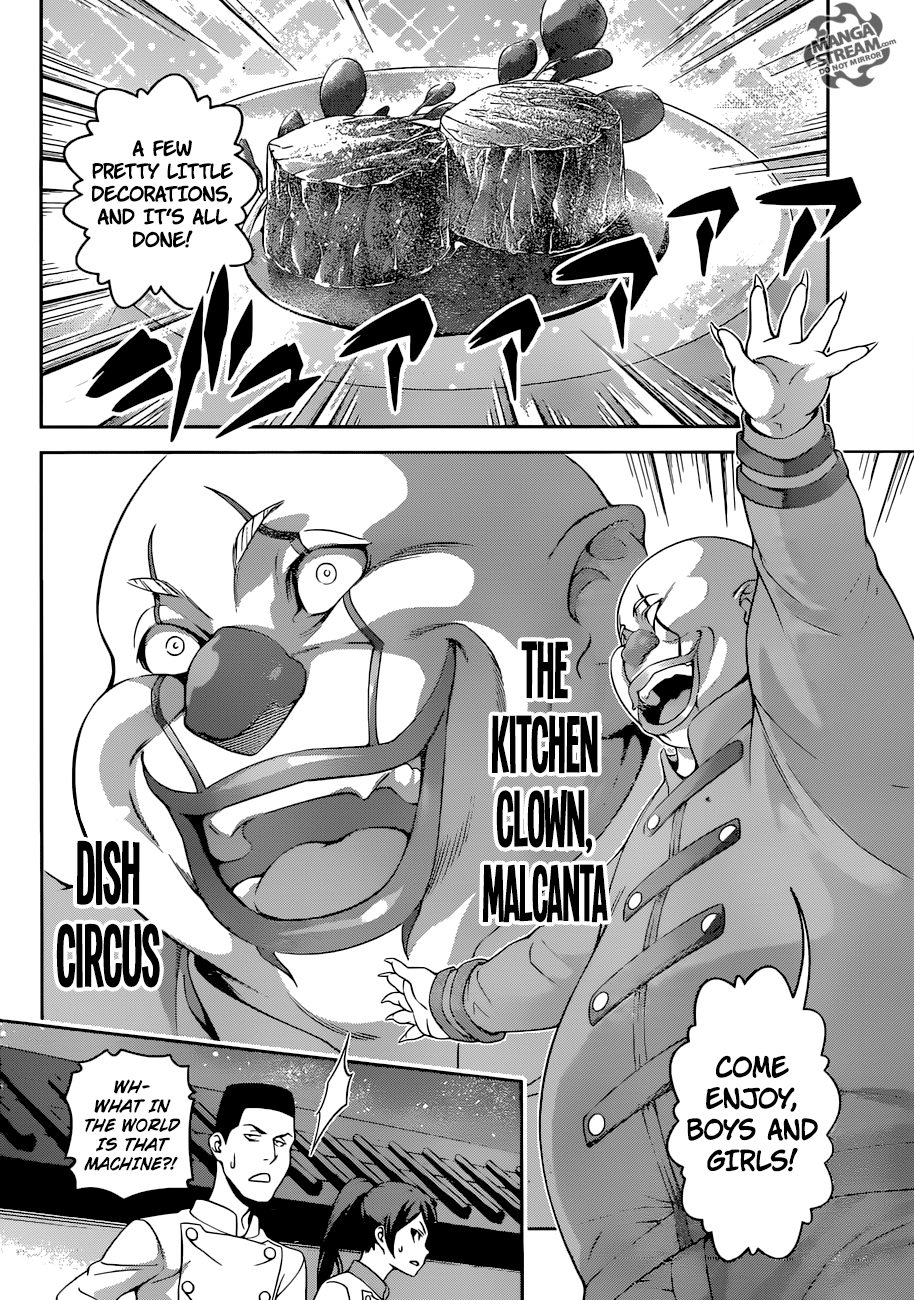 MANGA
STREAM.com
DO NOT MIRROR
A FEW
PRETTY LITTLE
DECORATIONS,
AND IT'S ALL
DONE!
ジュアアアアア
THE
KITCHEN
CLOWN,
MALCANTA
DISH
CIRCUS
COME
ENJOY,
BOYS AND
GIRLS!
WH-
WHAT IN
THE WORLD
IS THAT
MACHINE?!